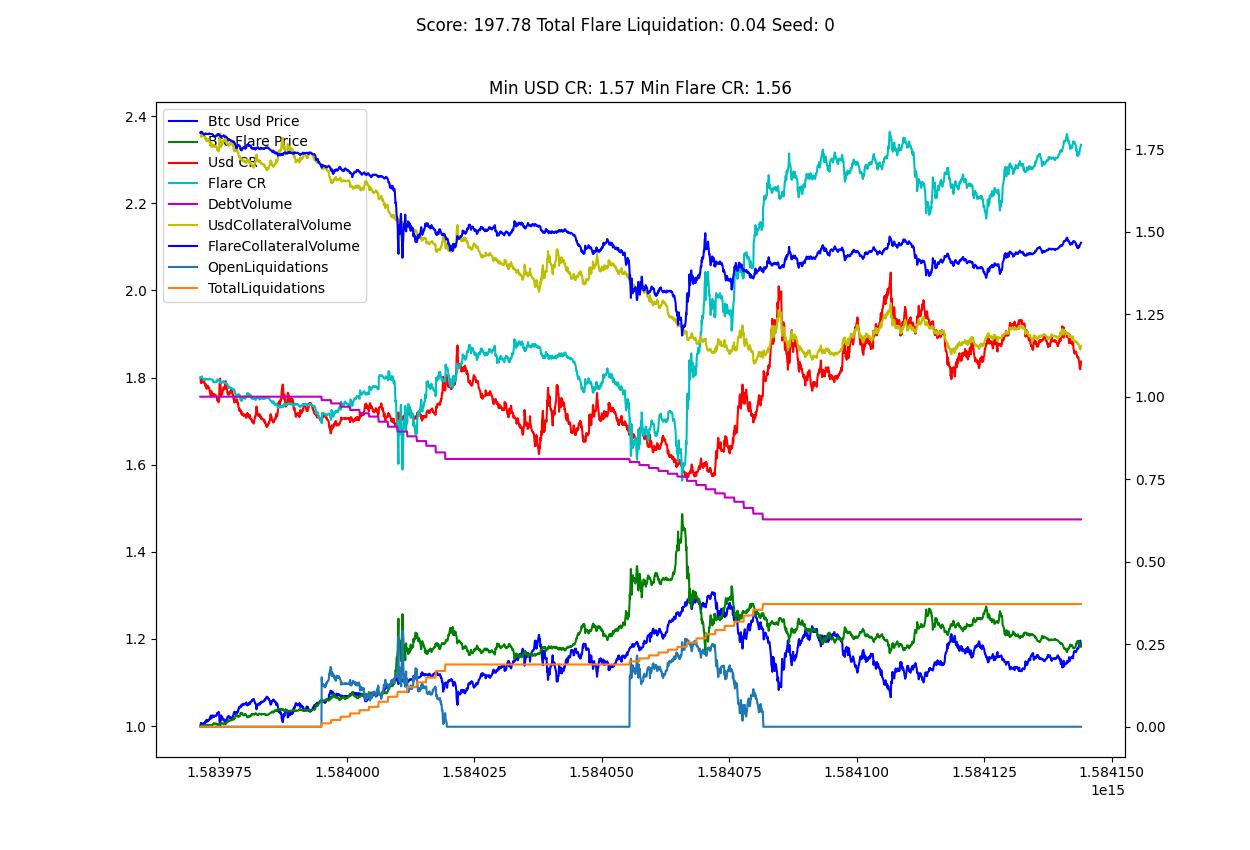 Score: 197.78 Total Flare Liquidation: 0.04 Seed: 0
Min USD CR: 1.57 Min Flare CR: 1.56
Btc Usd Price
Btc Flare Price
Usd CR
Flare CR
DebtVolume
UsdCollateralVolume
FlareCollateralVolume
OpenLiquidations
TotalLiquidations
2.4
2.2
2.0
1.8
1.6
1.4
1.2
1.0
1.75
1.50
1.25
1.00
0.75
0.50
0.25
0.00
1.583975 1.584000 1.584025 1.584050 1.584075 1.584100 1.584125 1.584150
1e15